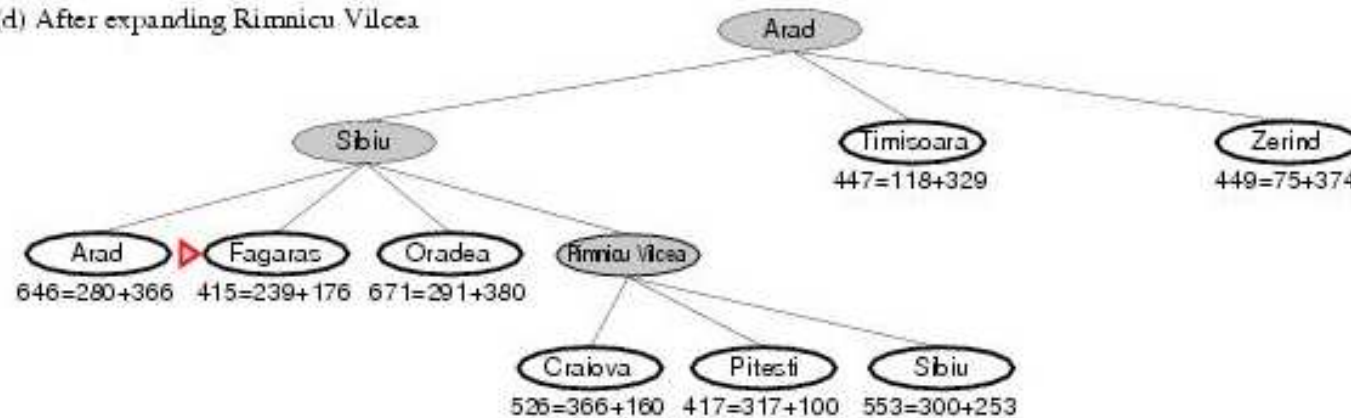 (d) After expanding Rimnicu Vilcea
Arad
Sibiu
Timisoara
Zerind
447=118+329
449=75+374
Arad
Fagaras
Oradea
Rimnicu Vilcea
646=280+366
415=239+176
671=291+380
Craiova
Pitesti
Sibiu
526=366+160
417=317+100
553=300+253